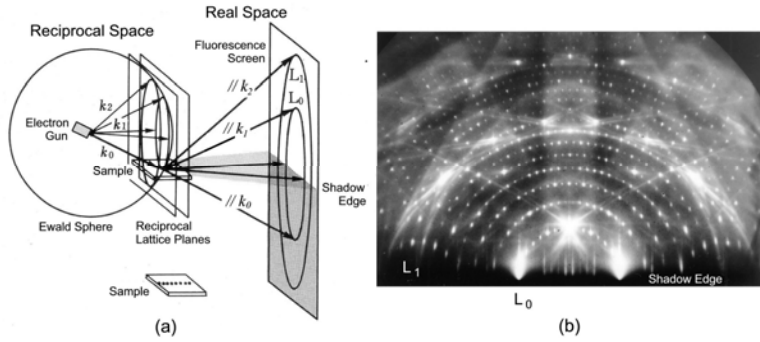 Reciprocal Space
Real Space
Fluorescence
Screen
L₁
L₀
// k₂
// k₁
// k₀
k₂
k₁
k₀
Electron
Gun
Sample
Shadow
Edge
Ewald Sphere
Reciprocal
Lattice Planes
Sample
(a)
L₁
L₀
Shadow Edge
(b)